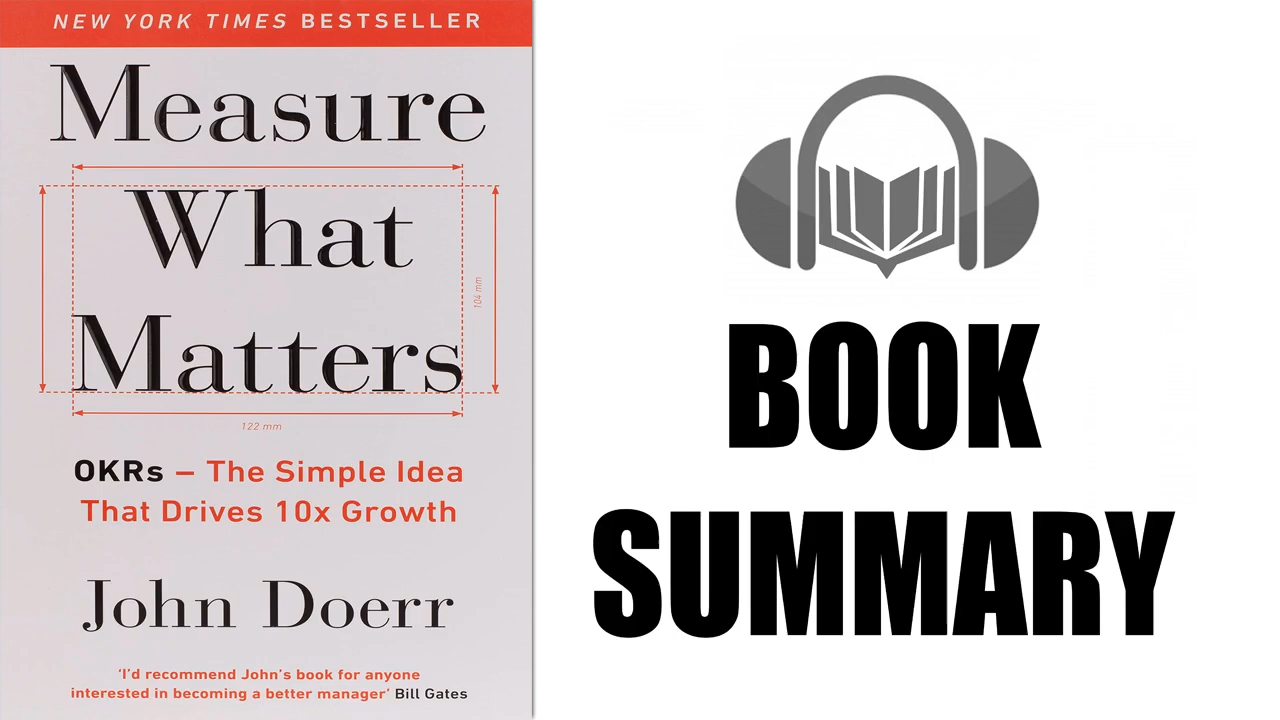 NEW YORK TIMES BESTSELLER
Measure
What
Matters
104 mm
122 mm
OKRs – The Simple Idea
That Drives 10x Growth
John Doerr
‘I’d recommend John’s book for anyone
interested in becoming a better manager’ Bill Gates
BOOK
SUMMARY